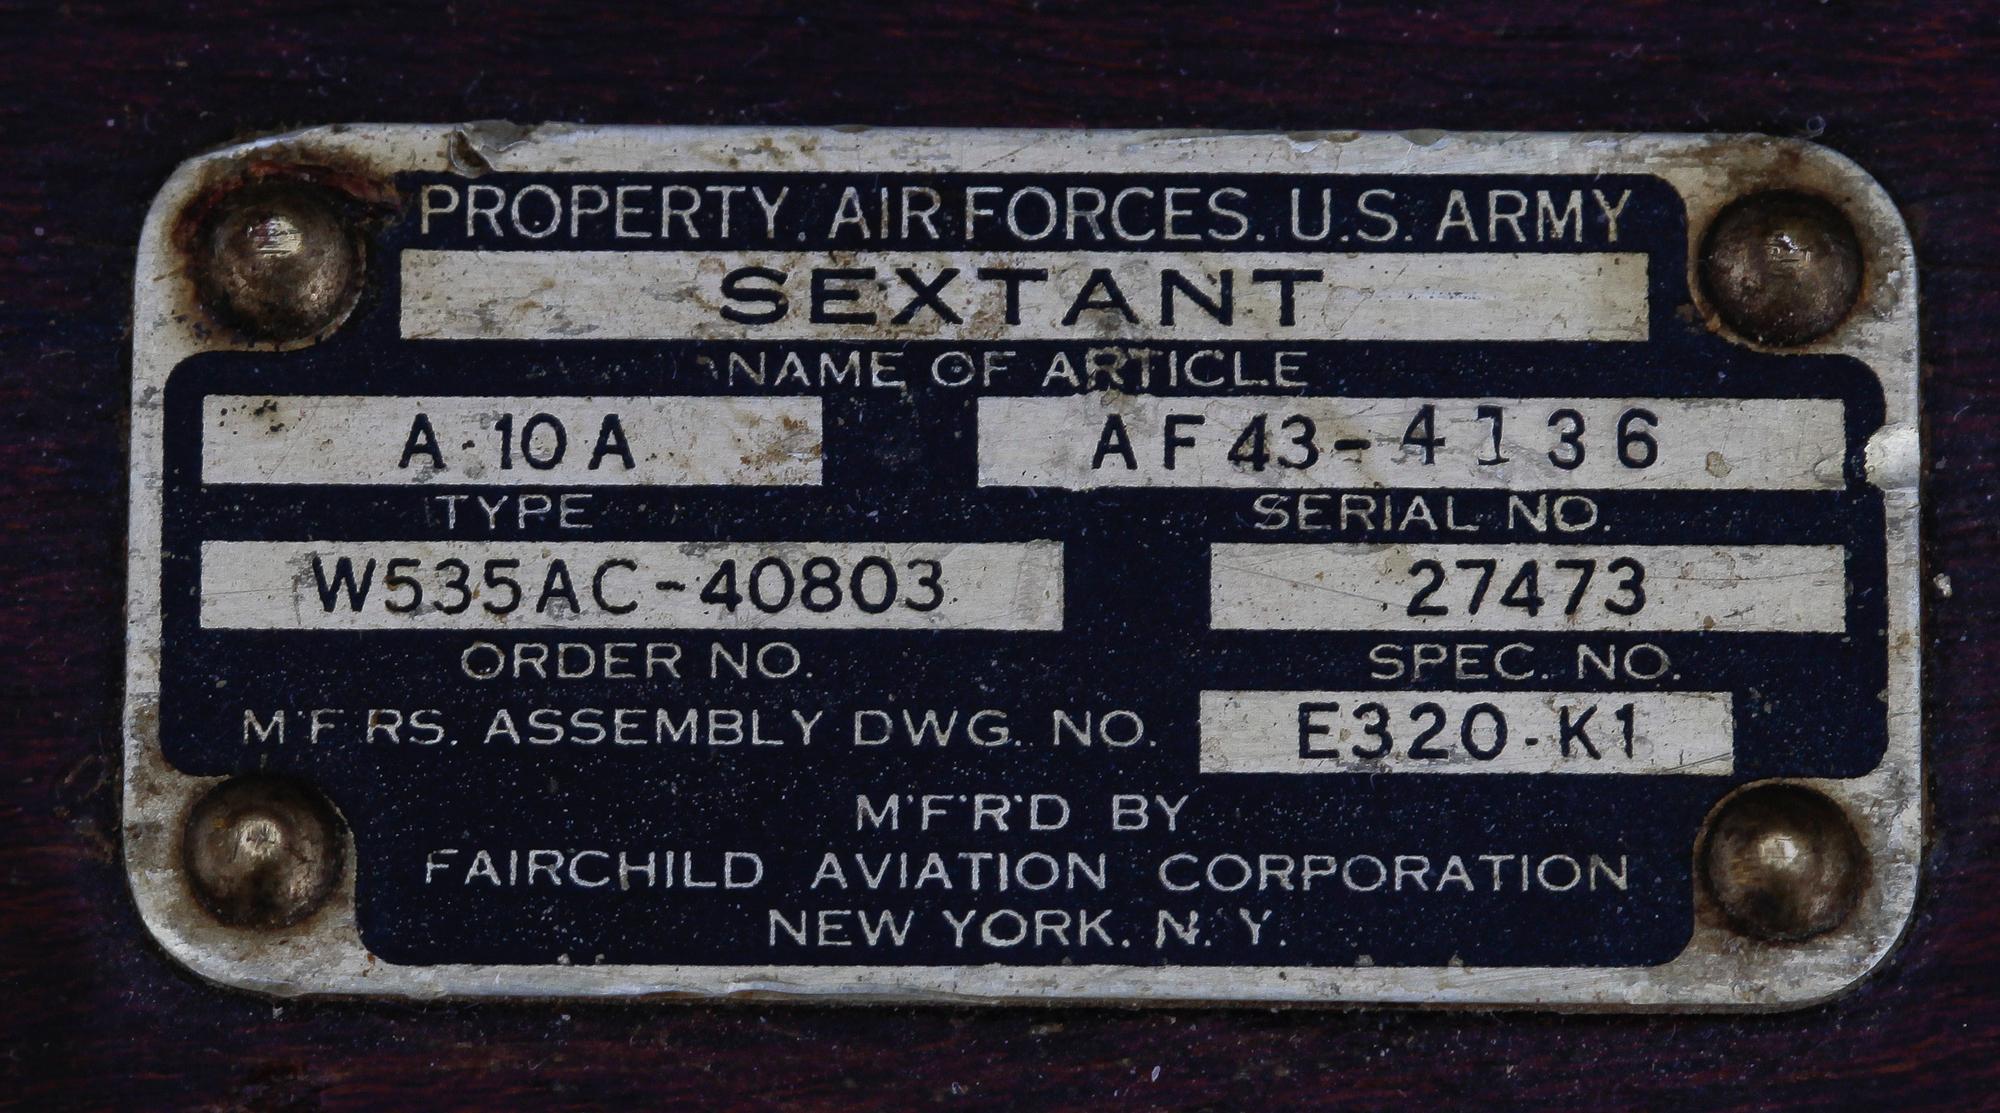 PROPERTY. AIR FORCES. U.S. ARMY
SEXTANT
NAME OF ARTICLE
A-10A AF43-4136
TYPE SERIAL NO.
W535AC-40803 27473
ORDER NO. SPEC. NO.
M'F'RS. ASSEMBLY DWG. NO. E320-K1
M'F'R'D BY
FAIRCHILD AVIATION CORPORATION
NEW YORK. N.Y.